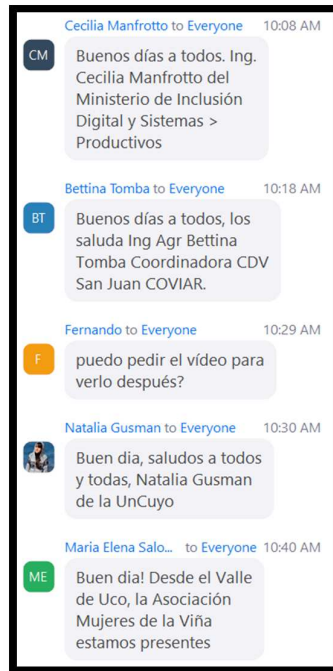 Cecilia Manfrotto to Everyone 10:08 AM
CM
Buenos días a todos. Ing.
Cecilia Manfrotto del
Ministerio de Inclusión
Digital y Sistemas >
Productivos
Bettina Tomba to Everyone 10:18 AM
BT
Buenos días a todos, los
saluda Ing Agr Bettina
Tomba Coordinadora CDV
San Juan COVIAR.
Fernando to Everyone 10:29 AM
F
puedo pedir el vídeo para
verlo después?
Natalia Gusman to Everyone 10:30 AM
Buen dia, saludos a todos
y todas, Natalia Gusman
de la UnCuyo
Maria Elena Salo... to Everyone 10:40 AM
ME
Buen dia! Desde el Valle
de Uco, la Asociación
Mujeres de la Viña
estamos presentes